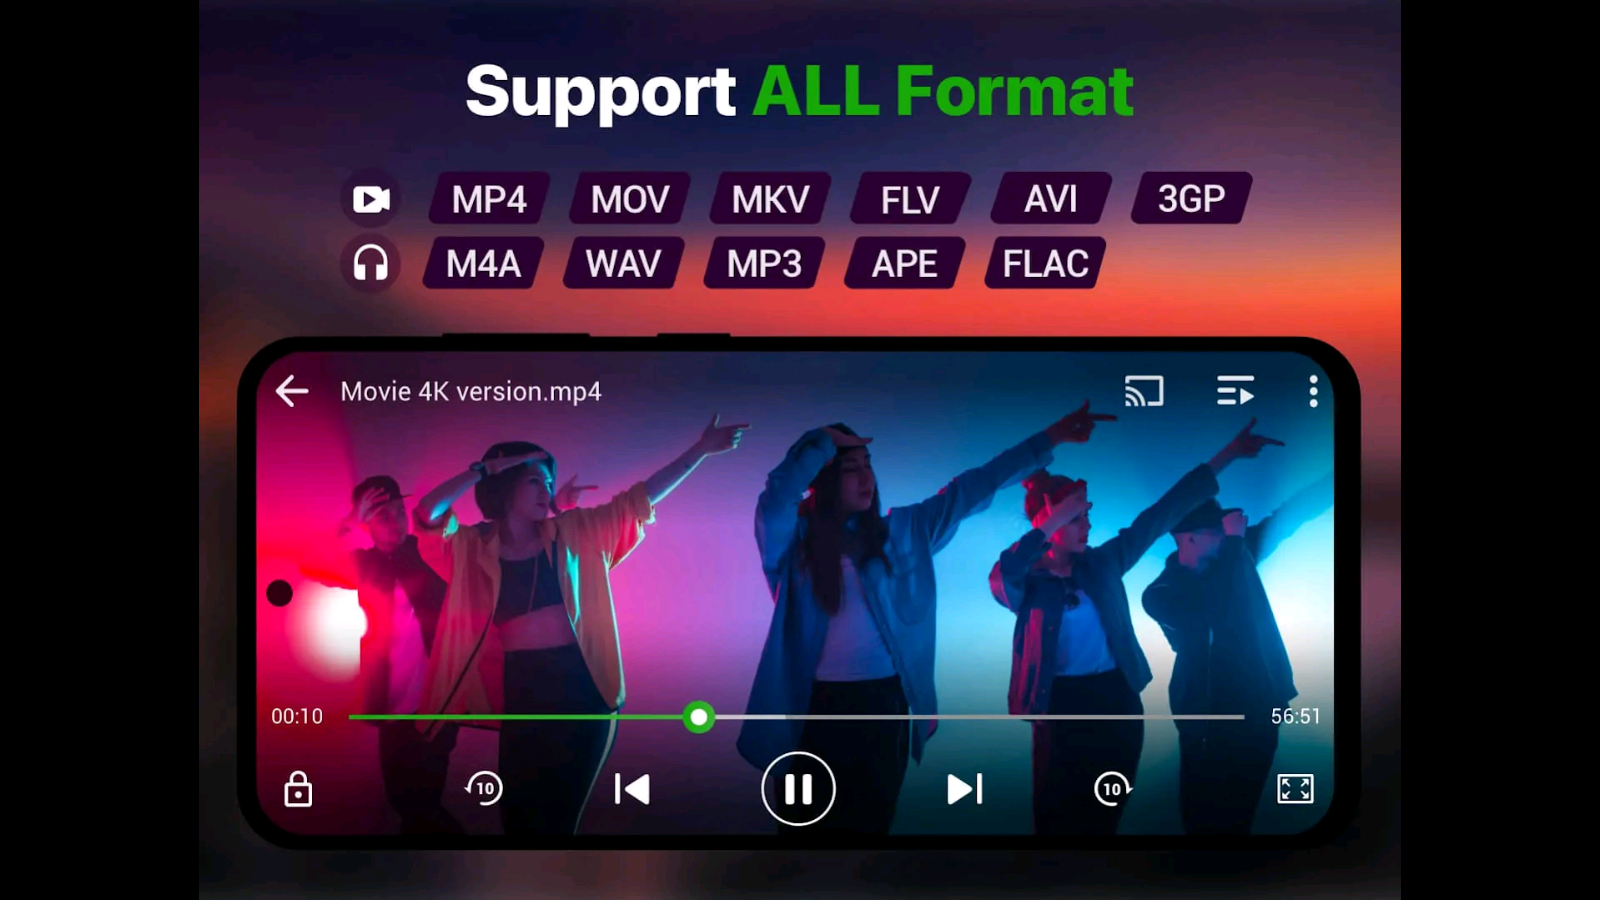 Support ALL Format
MP4 MOV MKV FLV AVI 3GP
M4A WAV MP3 APE FLAC
Movie 4K version.mp4
00:10 56:51
10 10